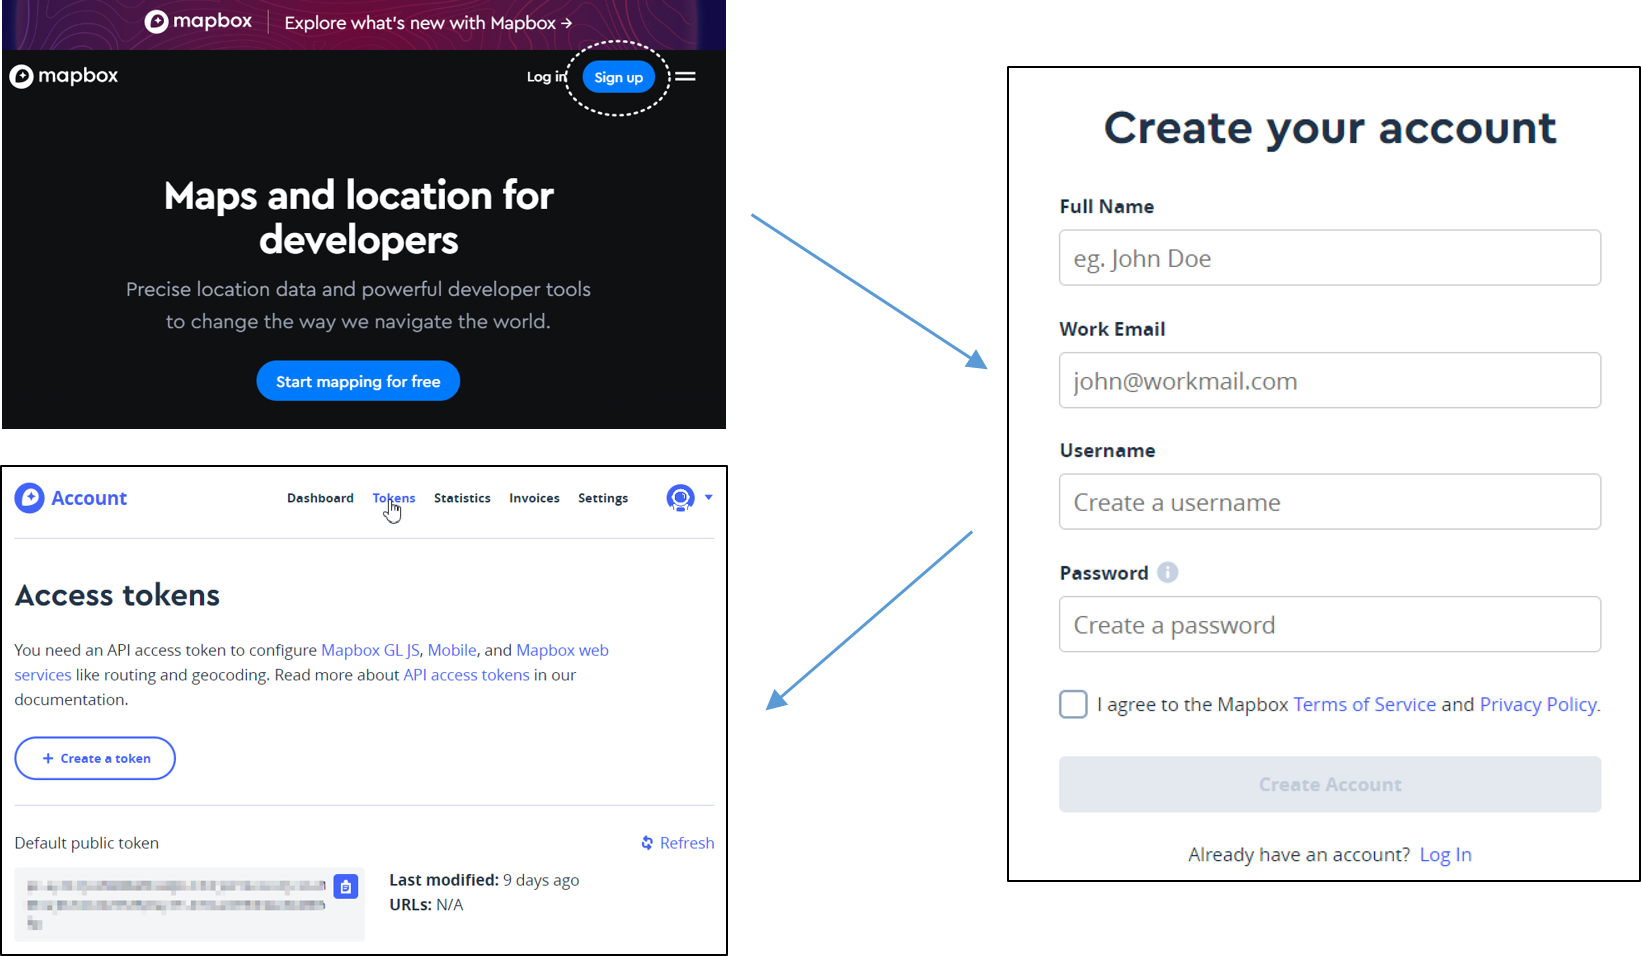 mapbox Explore what's new with Mapbox →
mapbox Log in Sign up
Maps and location for
developers
Precise location data and powerful developer tools
to change the way we navigate the world.
Start mapping for free
Create your account
Full Name
eg. John Doe
Work Email
john@workmail.com
Username
Create a username
Password
Create a password
I agree to the Mapbox Terms of Service and Privacy Policy.
Create Account
Already have an account? Log In
Account Dashboard Tokens Statistics Invoices Settings
Access tokens
You need an API access token to configure Mapbox GL JS, Mobile, and Mapbox web
services like routing and geocoding. Read more about API access tokens in our
documentation.
+ Create a token
Default public token Refresh
Last modified: 9 days ago
URLs: N/A